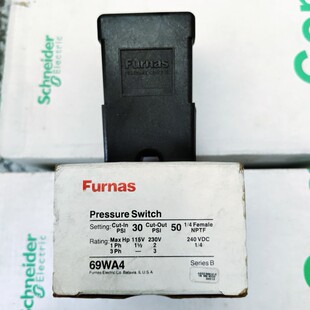 Schneider
Electric
Furnas
Furnas
Pressure Switch
Setting: Cut-In PSI 30 Cut-Out PSI 50 1/4 Female NPTF
Rating: Max Hp 115V 230V 240 VDC
1 Ph 1½ 2 1/4
3 Ph — 3
69WA4 Series B
Furnas Electric Co. Batavia, IL U.S.A.
Schneider
Electric